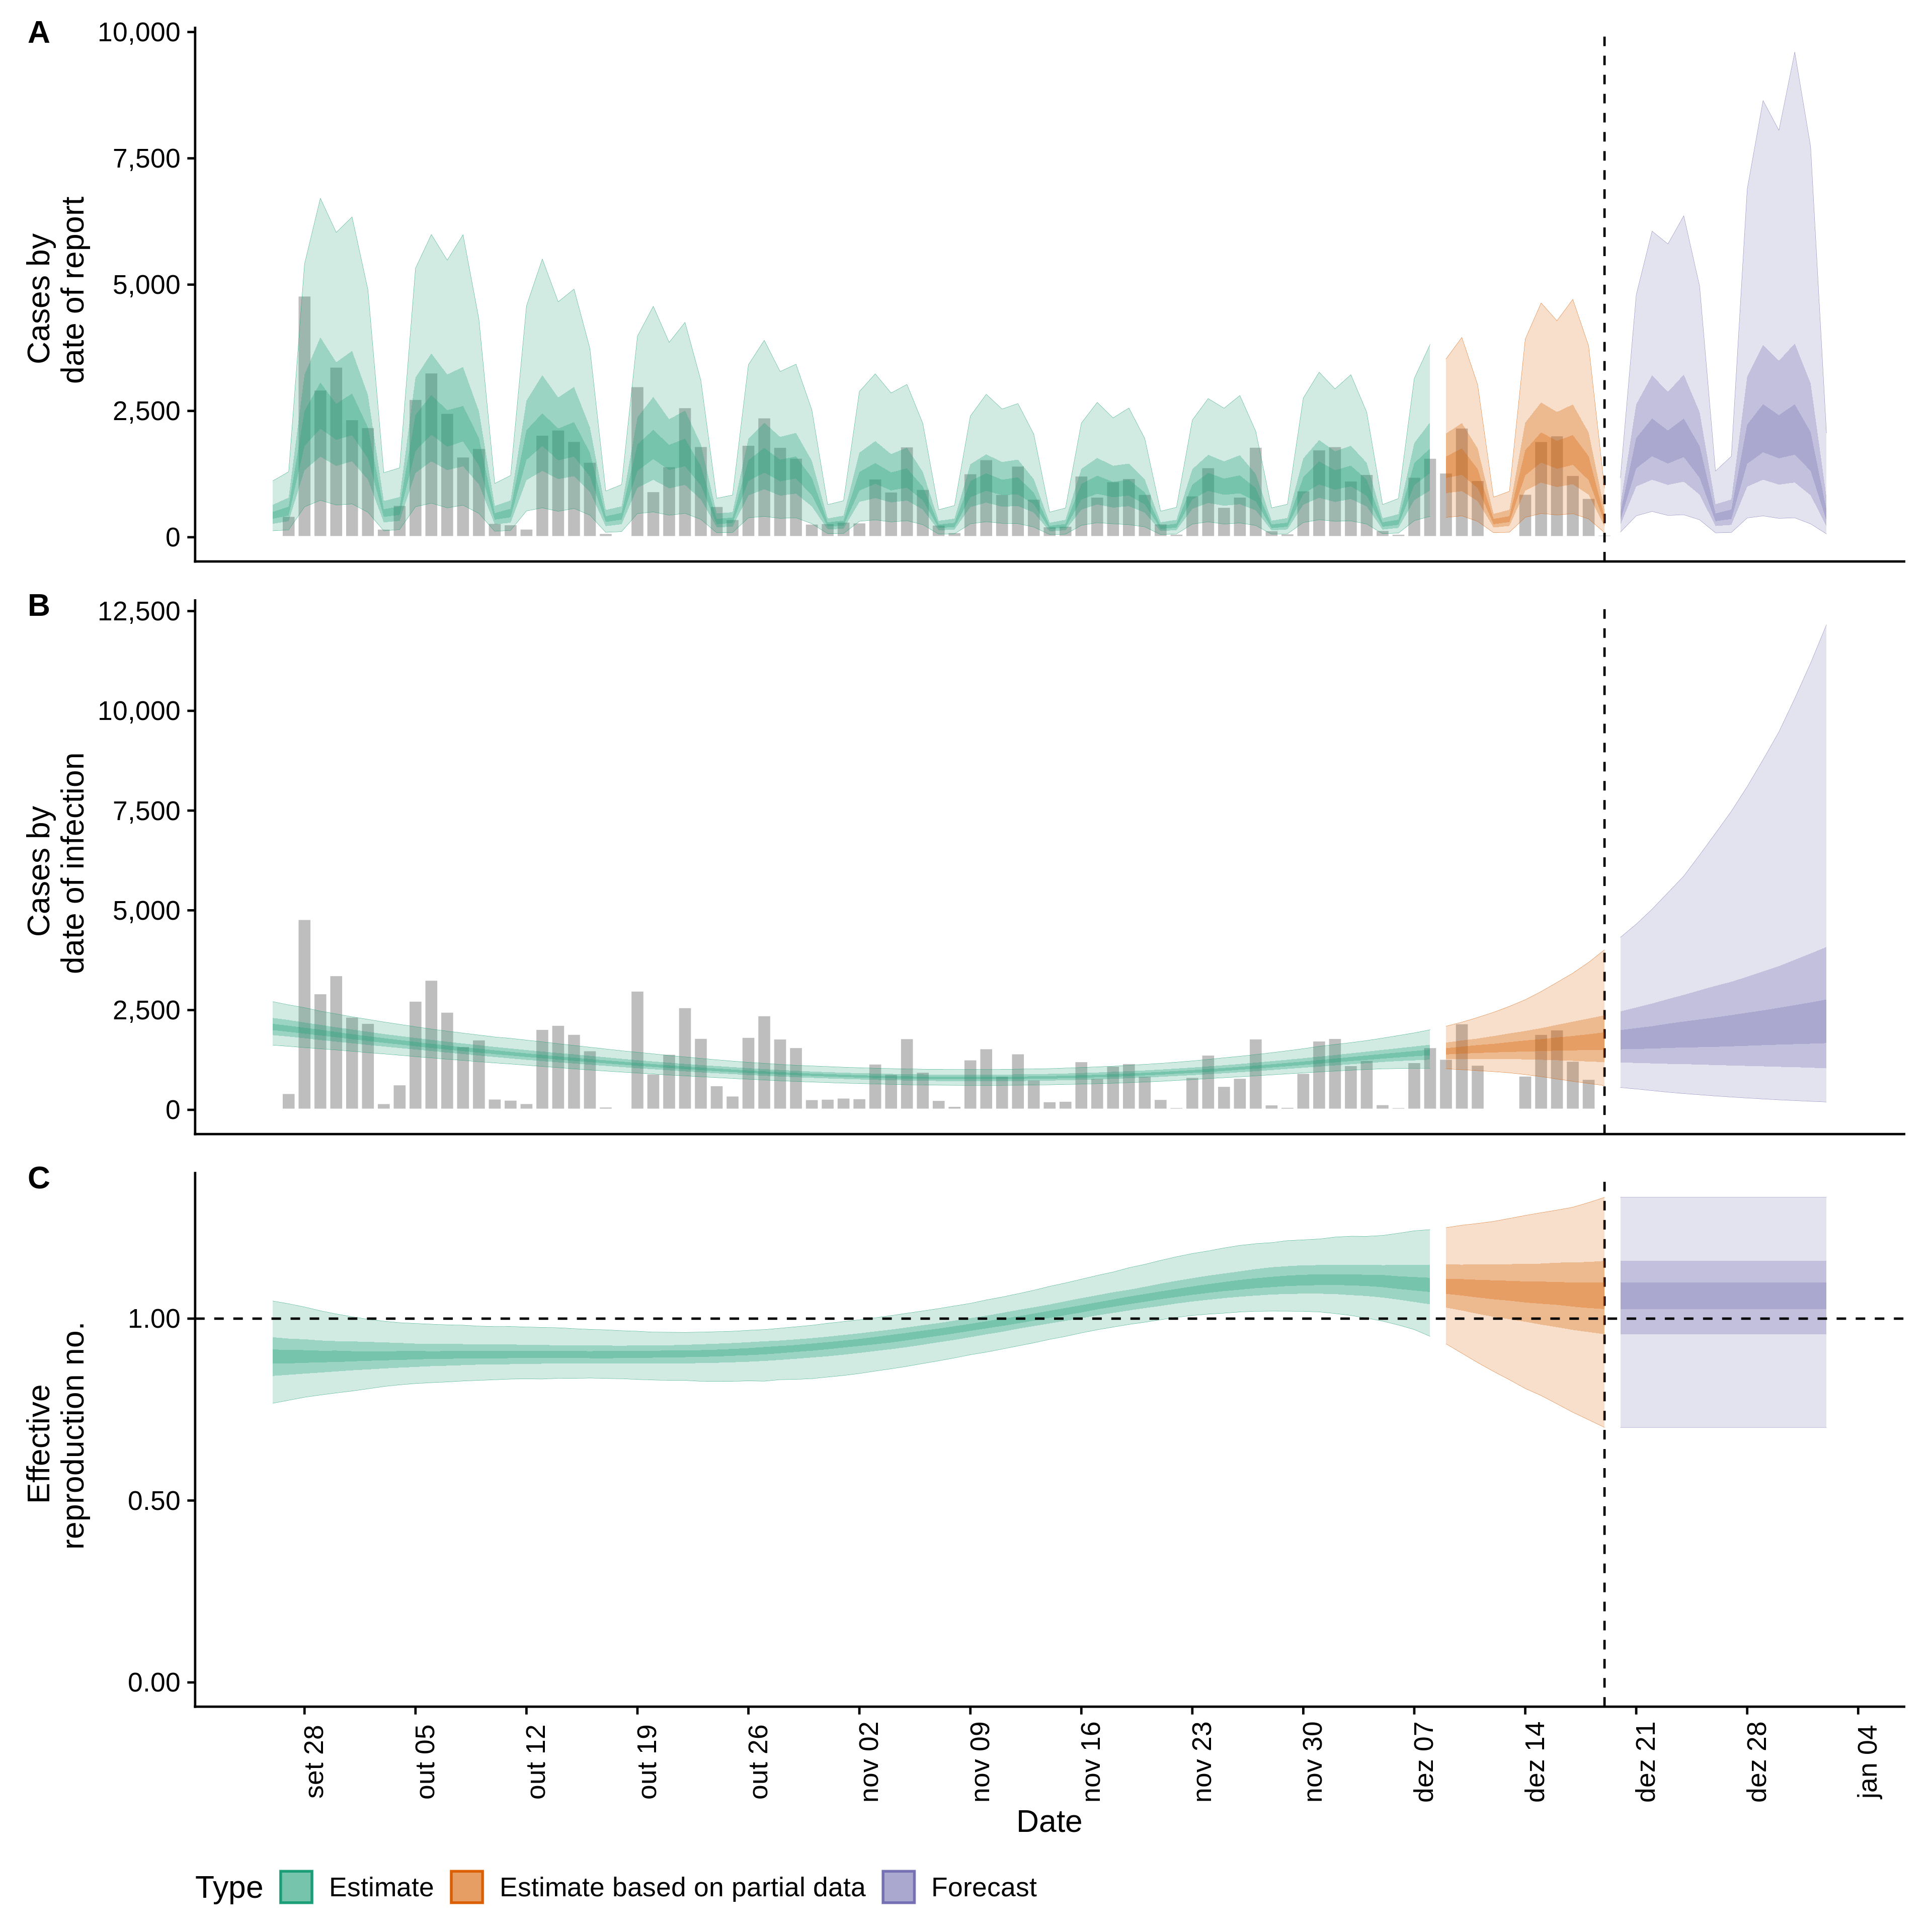 A
10,000
7,500
5,000
2,500
0
Cases by
date of report
B
12,500
10,000
7,500
5,000
2,500
0
Cases by
date of infection
C
1.00
0.50
0.00
Effective
reproduction no.
set 28
out 05
out 12
out 19
out 26
nov 02
nov 09
nov 16
nov 23
nov 30
dez 07
dez 14
dez 21
dez 28
jan 04
Date
Type Estimate Estimate based on partial data Forecast